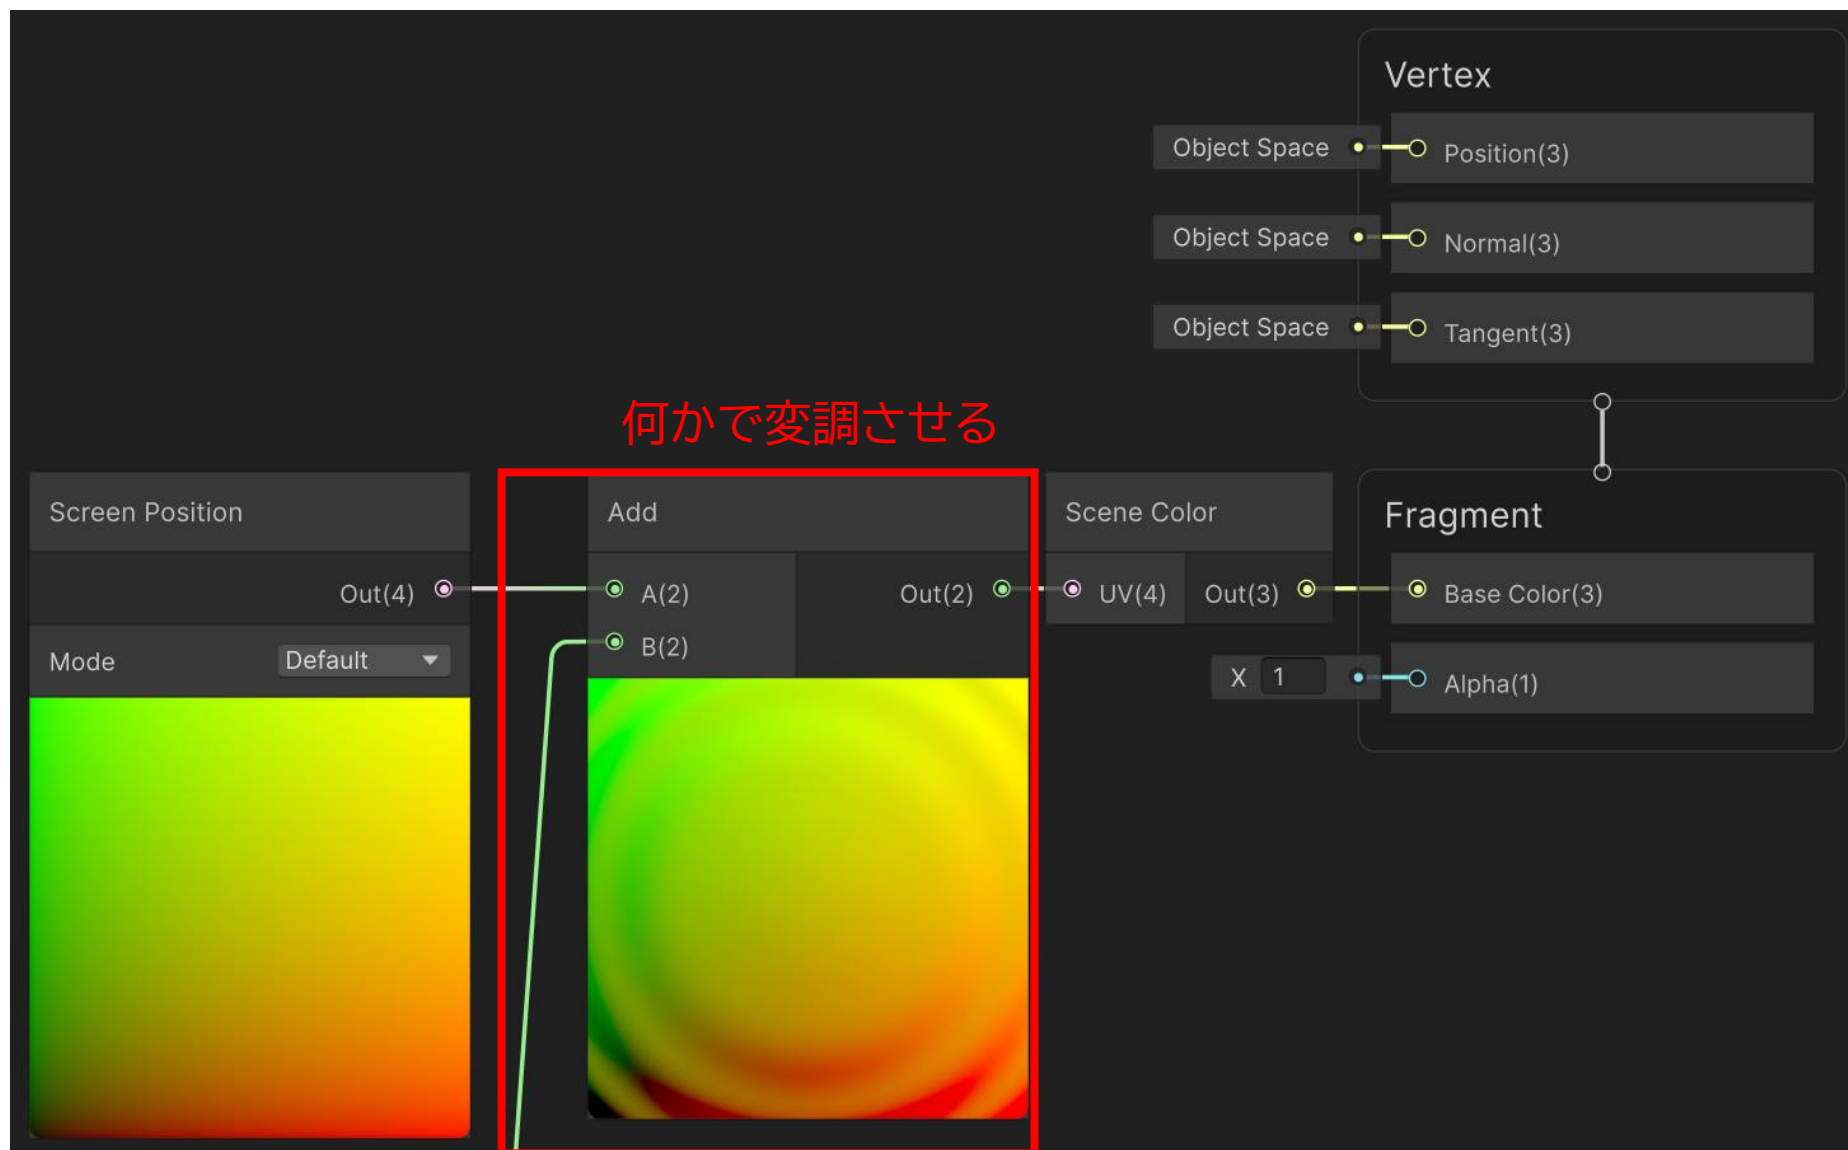 Vertex
Object Space
Position(3)
Object Space
Normal(3)
Object Space
Tangent(3)
何かで変調させる
Screen Position
Out(4)
Mode
Default
Add
A(2)
Out(2)
B(2)
Scene Color
UV(4)
Out(3)
Fragment
Base Color(3)
X 1
Alpha(1)